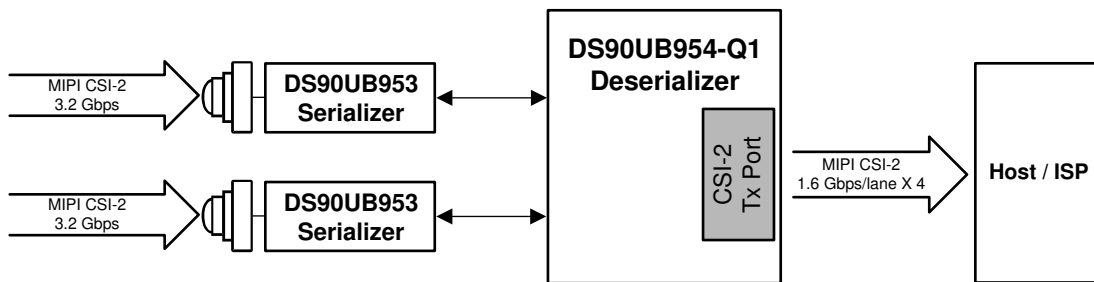 MIPI CSI-2
3.2 Gbps
DS90UB953
Serializer
MIPI CSI-2
3.2 Gbps
DS90UB953
Serializer
DS90UB954-Q1
Deserializer
CSI-2
Tx Port
MIPI CSI-2
1.6 Gbps/lane X 4
Host / ISP